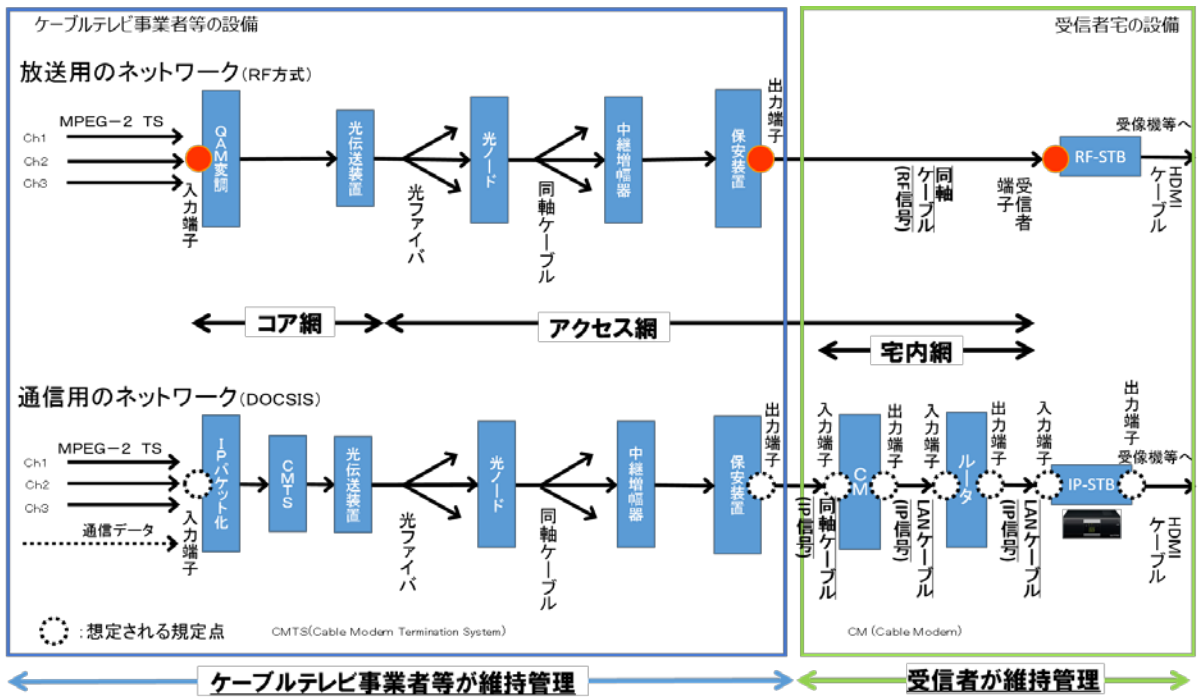 ケーブルテレビ事業者等の設備
受信者宅の設備
放送用のネットワーク(RF方式)
MPEG-2 TS
Ch1
Ch2
Ch3
入力端子
QAM変調
光伝送装置
光ファイバ
光ノード
同軸ケーブル
中継増幅器
保安装置
出力端子
同軸
ケーブル
(RF信号)
受信者
端子
RF-STB
受像機等へ
HDMI
ケーブル
コア網
アクセス網
宅内網
通信用のネットワーク(DOCSIS)
MPEG-2 TS
Ch1
Ch2
Ch3
通信データ
入力端子
IPパケット化
CMTS
光伝送装置
光ファイバ
光ノード
同軸ケーブル
中継増幅器
保安装置
出力端子
同軸ケーブル
(IP信号)
入力端子
CM
出力端子
LANケーブル
(IP信号)
入力端子
ルータ
出力端子
LANケーブル
(IP信号)
入力端子
IP-STB
出力端子
受像機等へ
HDMI
ケーブル
:想定される規定点
CMTS(Cable Modem Termination System)
CM (Cable Modem)
ケーブルテレビ事業者等が維持管理
受信者が維持管理